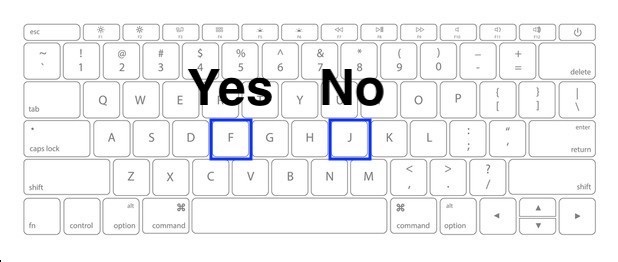 esc F1 F2 F3 F4 F5 F6 F7 F8 F9 F10 F11 F12
~ ! @ # $ % ^ & * ( ) – +
` 1 2 3 4 5 6 7 8 9 0 - = delete
Yes No
tab Q W E Y U O P { } |
[ ] \
caps lock A S D F G H J K L : ; " , enter return
shift Z X C V B N M < , > . ? / shift
fn control alt option ⌘ command ⌘ command alt option ◀ ▲ ▼ ▶